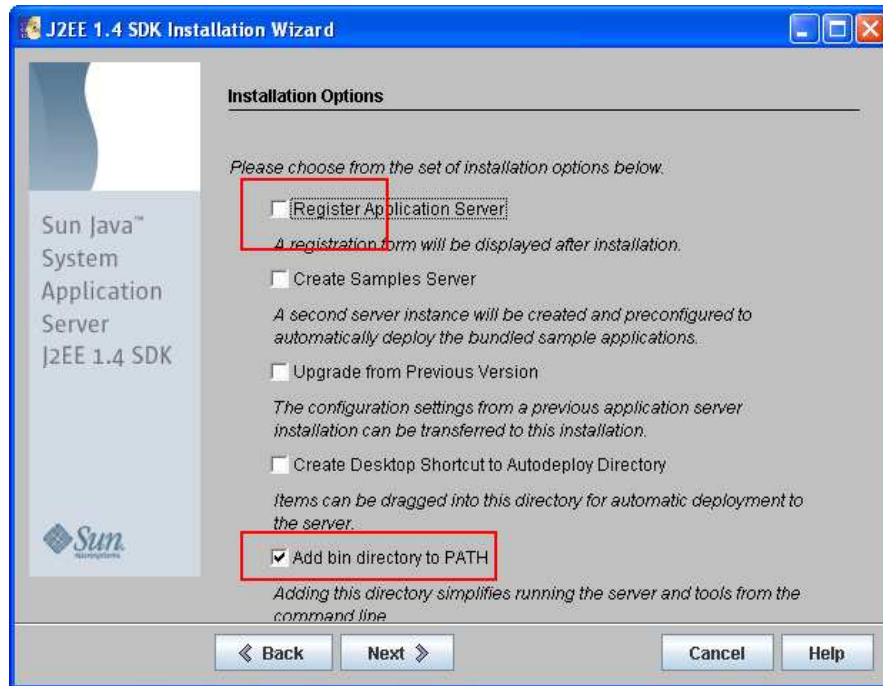 J2EE 1.4 SDK Installation Wizard
Installation Options
Please choose from the set of installation options below.
Register Application Server
A registration form will be displayed after installation.
Create Samples Server
A second server instance will be created and preconfigured to
automatically deploy the bundled sample applications.
Upgrade from Previous Version
The configuration settings from a previous application server
installation can be transferred to this installation.
Create Desktop Shortcut to Autodeploy Directory
Items can be dragged into this directory for automatic deployment to
the server.
Add bin directory to PATH
Adding this directory simplifies running the server and tools from the
command line
Sun Java™
System
Application
Server
J2EE 1.4 SDK
Sun
microsystems
Back
Next
Cancel
Help